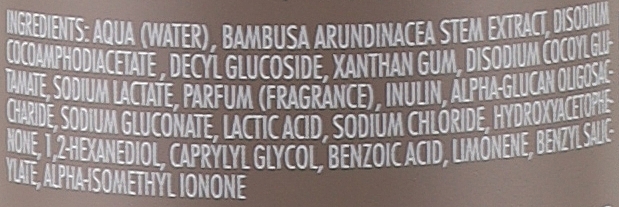 INGREDIENTS: AQUA (WATER), BAMBUSA ARUNDINACEA STEM EXTRACT, DISODIUM
COCOAMPHODIACETATE, DECYL GLUCOSIDE, XANTHAN GUM, DISODIUM COCOYL GLU-
TAMATE, SODIUM LACTATE, PARFUM (FRAGRANCE), INULIN, ALPHA-GLUCAN OLIGOSAC-
CHARIDE, SODIUM GLUCONATE, LACTIC ACID, SODIUM CHLORIDE, HYDROXYACETOPHE-
NONE, 1,2-HEXANEDIOL, CAPRYLYL GLYCOL, BENZOIC ACID, LIMONENE, BENZYL SALIC-
YLATE, ALPHA-ISOMETHYL IONONE